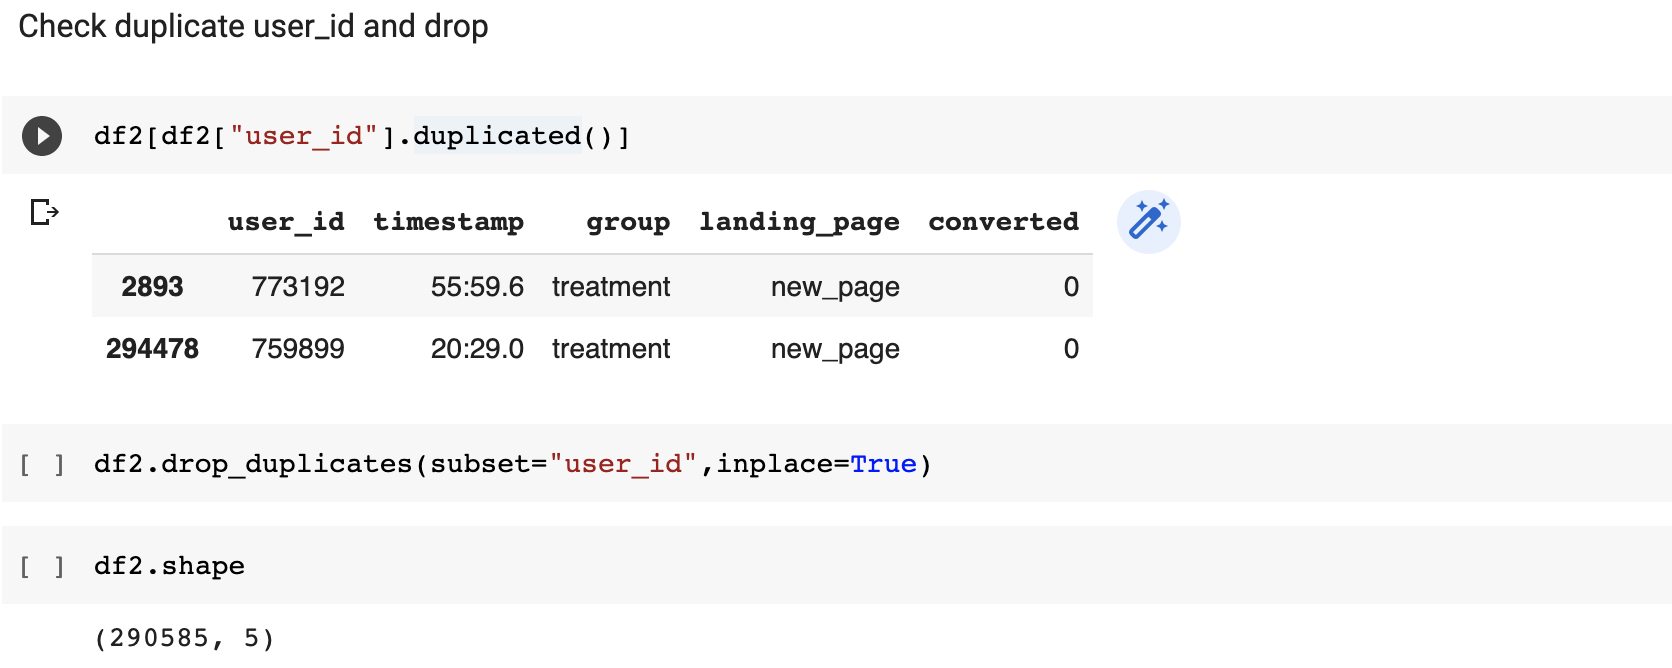 Check duplicate user_id and drop
df2[df2["user_id"].duplicated()]
user_id timestamp group landing_page converted
2893 773192 55:59.6 treatment new_page 0
294478 759899 20:29.0 treatment new_page 0
[ ] df2.drop_duplicates(subset="user_id",inplace=True)
[ ] df2.shape
(290585, 5)